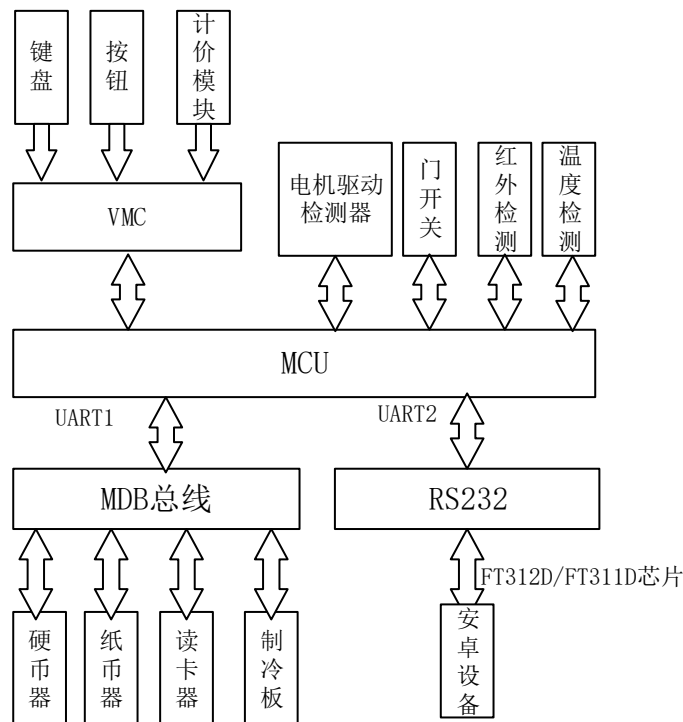 键盘
按钮
计价模块
电机驱动
检测器
门开关
红外检测
温度检测
VMC
MCU
UART1
UART2
MDB总线
RS232
FT312D/FT311D芯片
硬币器
纸币器
读卡器
制冷板
安卓设备